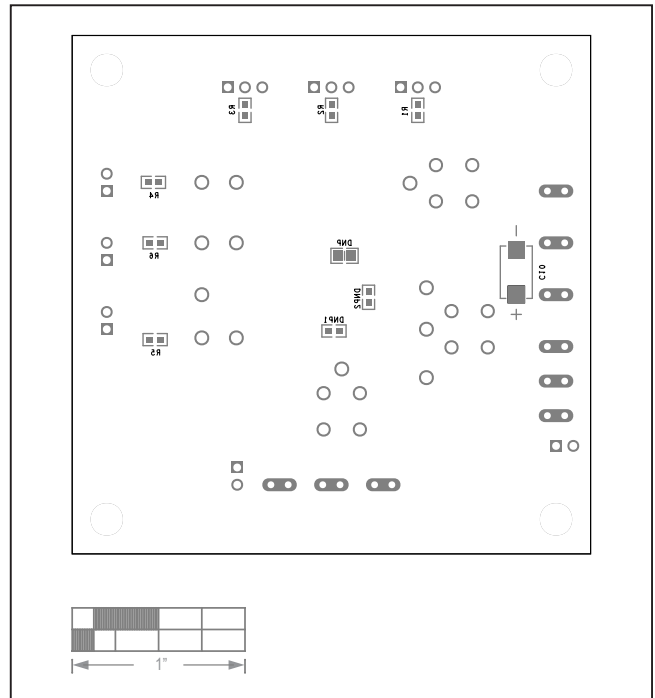 R3 R2 R1
R4
DNP
R6
−
C10
DNP2
+
DNP1
R5
1"